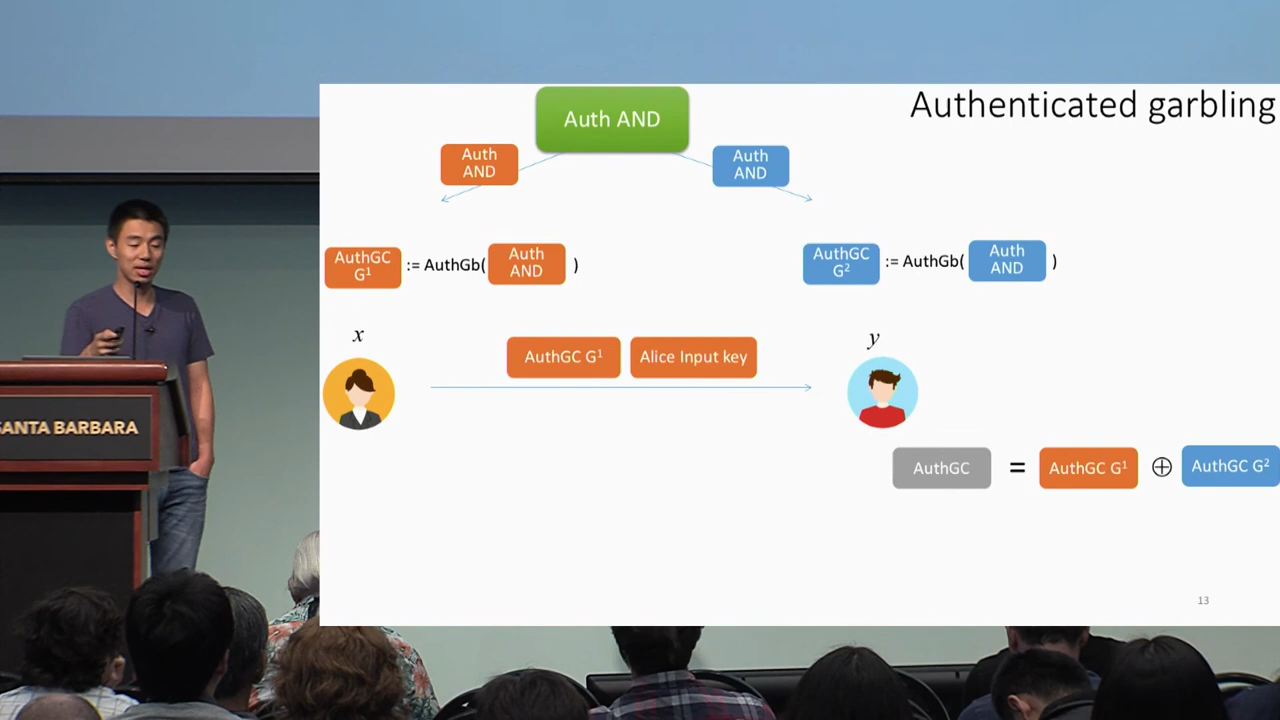 Authenticated garbling
Auth AND
Auth
AND
Auth
AND
AuthGC
G¹
:= AuthGb(
Auth
AND
)
AuthGC
G²
:= AuthGb(
Auth
AND
)
x
y
AuthGC G¹
Alice Input key
AuthGC
=
AuthGC G¹
⊕
AuthGC G²
13
SANTA BARBARA